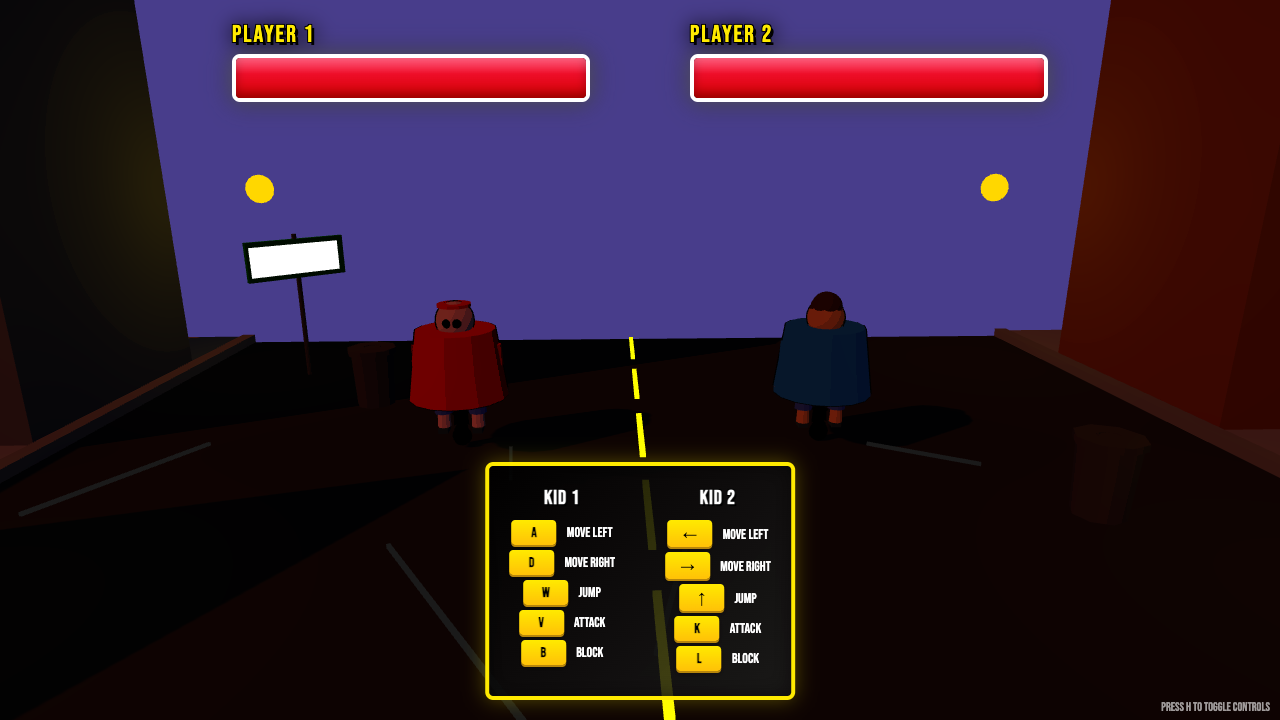 PLAYER 1
PLAYER 2
KID 1
A MOVE LEFT
D MOVE RIGHT
W JUMP
V ATTACK
B BLOCK
KID 2
← MOVE LEFT
→ MOVE RIGHT
↑ JUMP
K ATTACK
L BLOCK
PRESS H TO TOGGLE CONTROLS